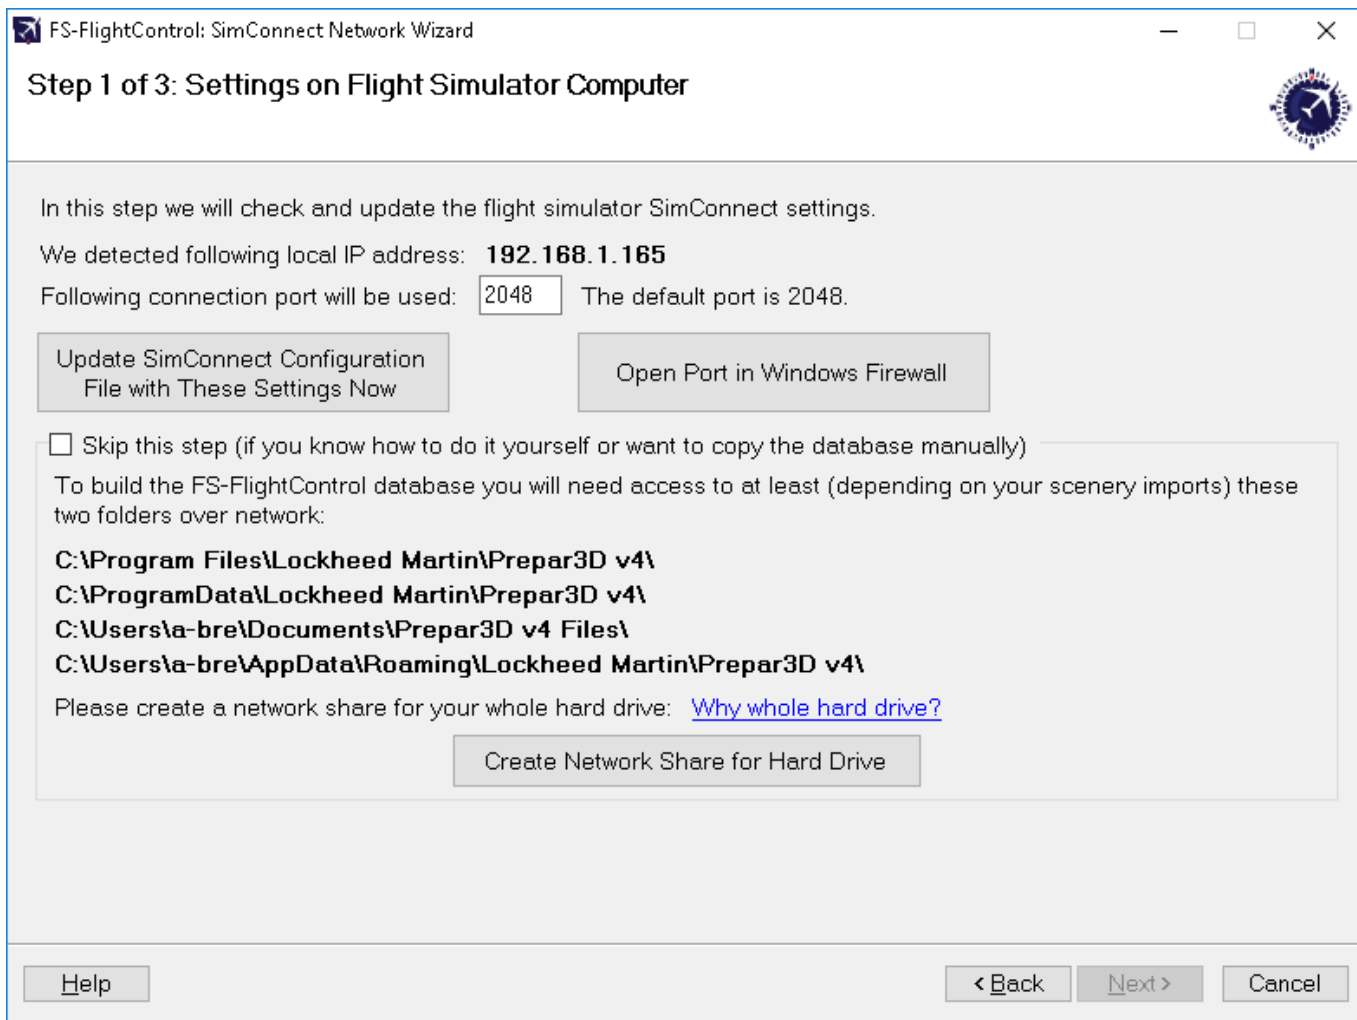 FS-FlightControl: SimConnect Network Wizard
Step 1 of 3: Settings on Flight Simulator Computer
In this step we will check and update the flight simulator SimConnect settings.
We detected following local IP address: 192.168.1.165
Following connection port will be used: 2048 The default port is 2048.
Update SimConnect Configuration
File with These Settings Now
Open Port in Windows Firewall
Skip this step (if you know how to do it yourself or want to copy the database manually)
To build the FS-FlightControl database you will need access to at least (depending on your scenery imports) these
two folders over network:
C:\Program Files\Lockheed Martin\Prepar3D v4\
C:\ProgramData\Lockheed Martin\Prepar3D v4\
C:\Users\a-bre\Documents\Prepar3D v4 Files\
C:\Users\a-bre\AppData\Roaming\Lockheed Martin\Prepar3D v4\
Please create a network share for your whole hard drive: Why whole hard drive?
Create Network Share for Hard Drive
Help
< Back
Next >
Cancel